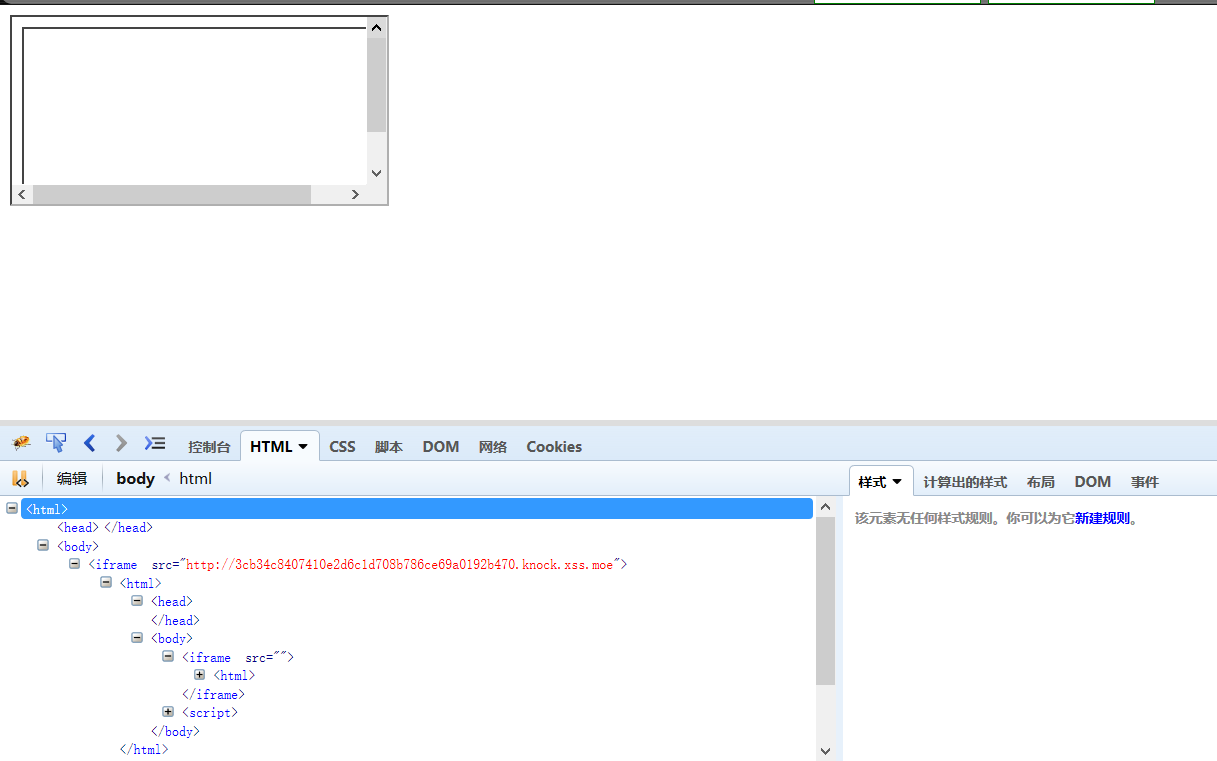 控制台 HTML CSS 脚本 DOM 网络 Cookies
编辑 body < html
样式 计算出的样式 布局 DOM 事件
该元素无任何样式规则。你可以为它新建规则。
<html>
<head> </head>
<body>
<iframe src="http://3cb34c8407410e2d6c1d708b786ce69a0192b470.knock.xss.moe">
<html>
<head>
</head>
<body>
<iframe src="">
<html>
</iframe>
<script>
</body>
</html>